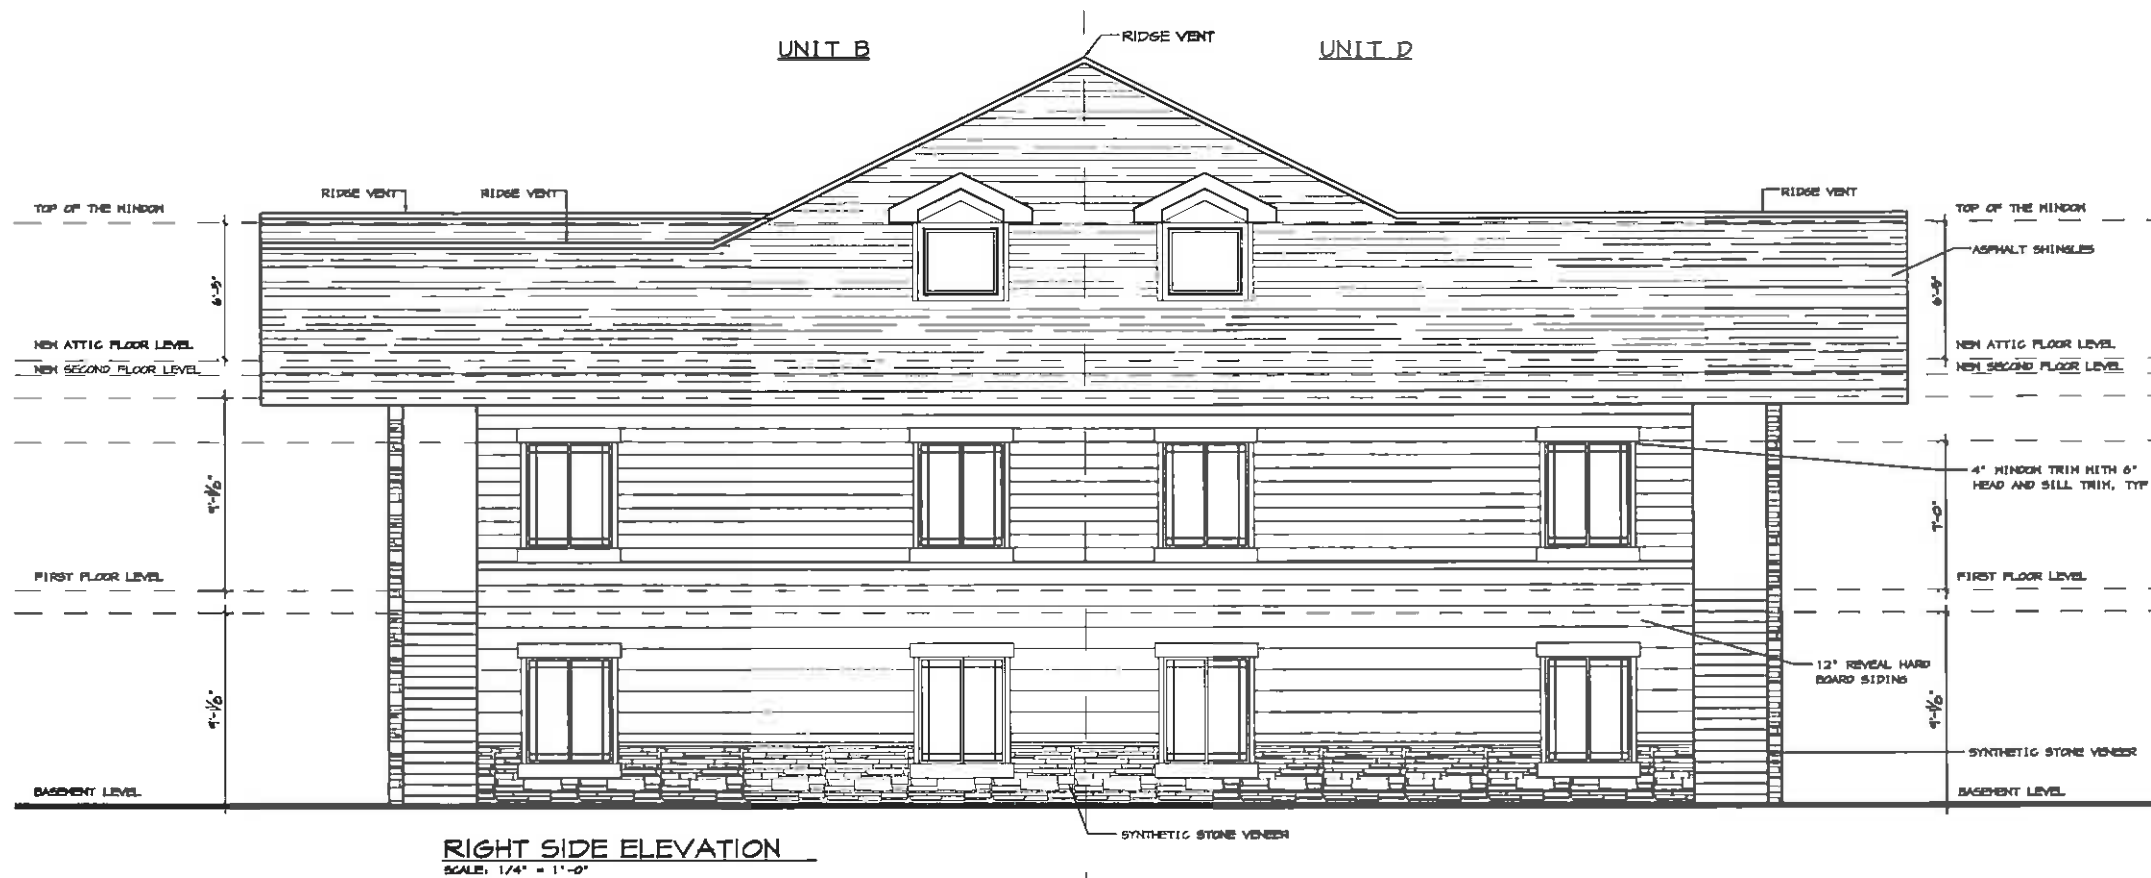 UNIT B
RIDGE VENT
UNIT D
RIDGE VENT
RIDGE VENT
RIDGE VENT
TOP OF THE WINDOW
TOP OF THE WINDOW
ASPHALT SHINGLES
6'-5"
6'-5"
NEW ATTIC FLOOR LEVEL
NEW ATTIC FLOOR LEVEL
NEW SECOND FLOOR LEVEL
NEW SECOND FLOOR LEVEL
4" WINDOW TRIM WITH 6"
HEAD AND SILL TRIM, TYP
7'-0"
FIRST FLOOR LEVEL
FIRST FLOOR LEVEL
12" REVEAL HARD
BOARD SIDING
SYNTHETIC STONE VENEER
BASEMENT LEVEL
BASEMENT LEVEL
SYNTHETIC STONE VENEER
RIGHT SIDE ELEVATION
SCALE: 1/4" = 1'-0"